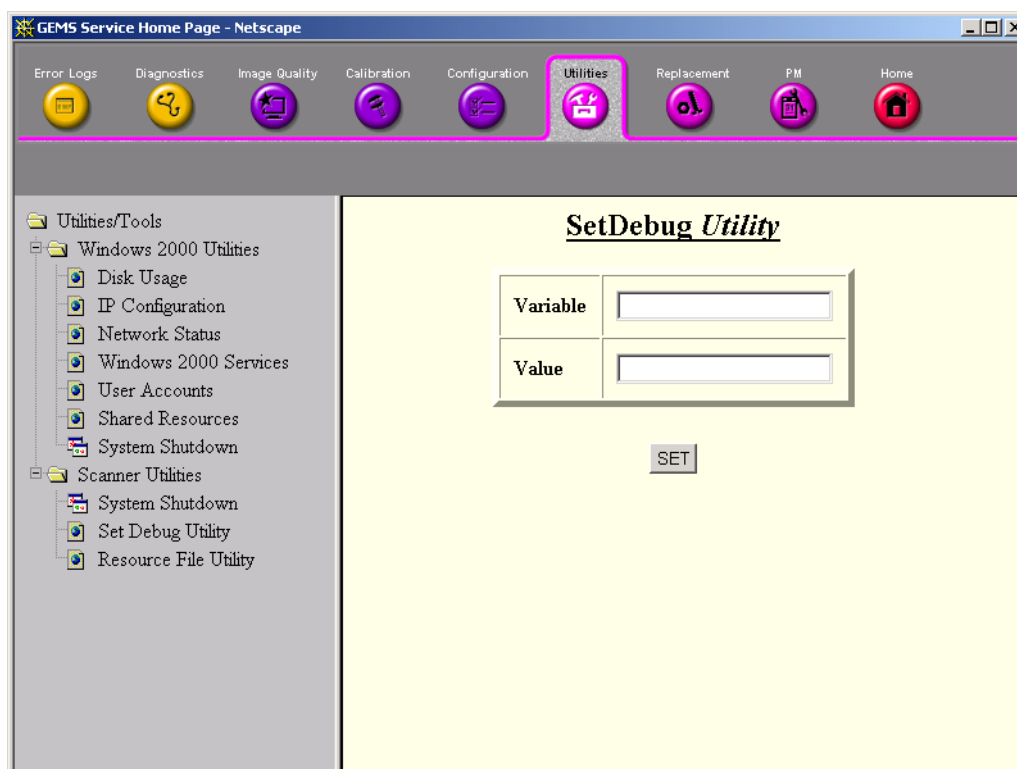 GEMS Service Home Page - Netscape
Error Logs
Diagnostics
Image Quality
Calibration
Configuration
Utilities
Replacement
PM
Home
Utilities/Tools
Windows 2000 Utilities
Disk Usage
IP Configuration
Network Status
Windows 2000 Services
User Accounts
Shared Resources
System Shutdown
Scanner Utilities
System Shutdown
Set Debug Utility
Resource File Utility
SetDebug Utility
Variable
Value
SET